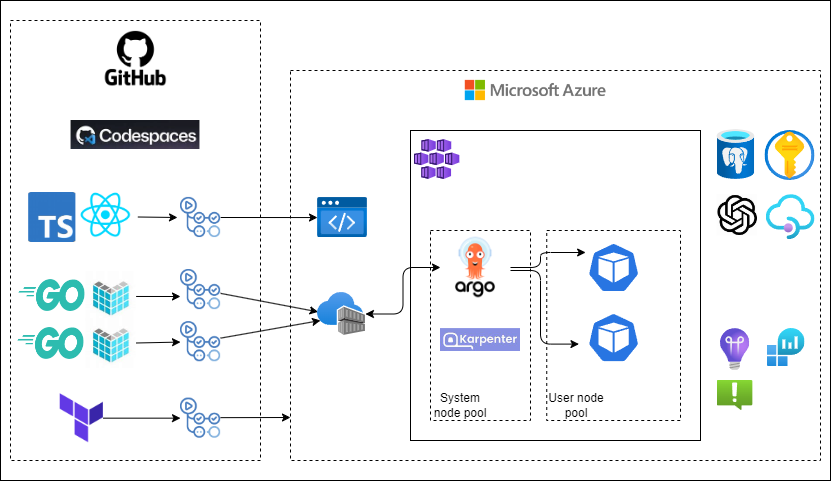 GitHub
Microsoft Azure
Codespaces
TS
</>
GO
argo
GO
Karpenter
System
node pool
User node
pool